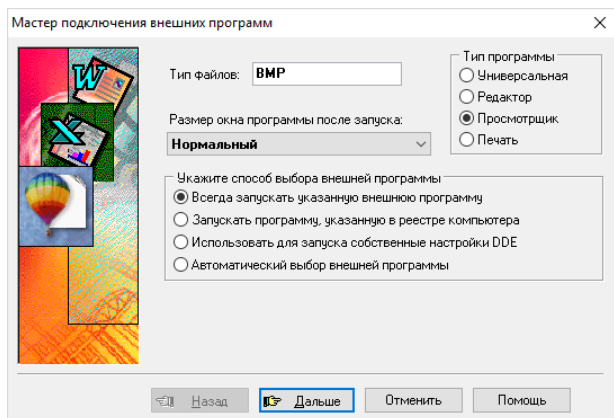 Мастер подключения внешних программ
Тип файлов: BMP
Размер окна программы после запуска:
Нормальный
Тип программы
Универсальная
Редактор
Просмотрщик
Печать
Укажите способ выбора внешней программы
Всегда запускать указанную внешнюю программу
Запускать программу, указанную в реестре компьютера
Использовать для запуска собственные настройки DDE
Автоматический выбор внешней программы
Назад Дальше Отменить Помощь